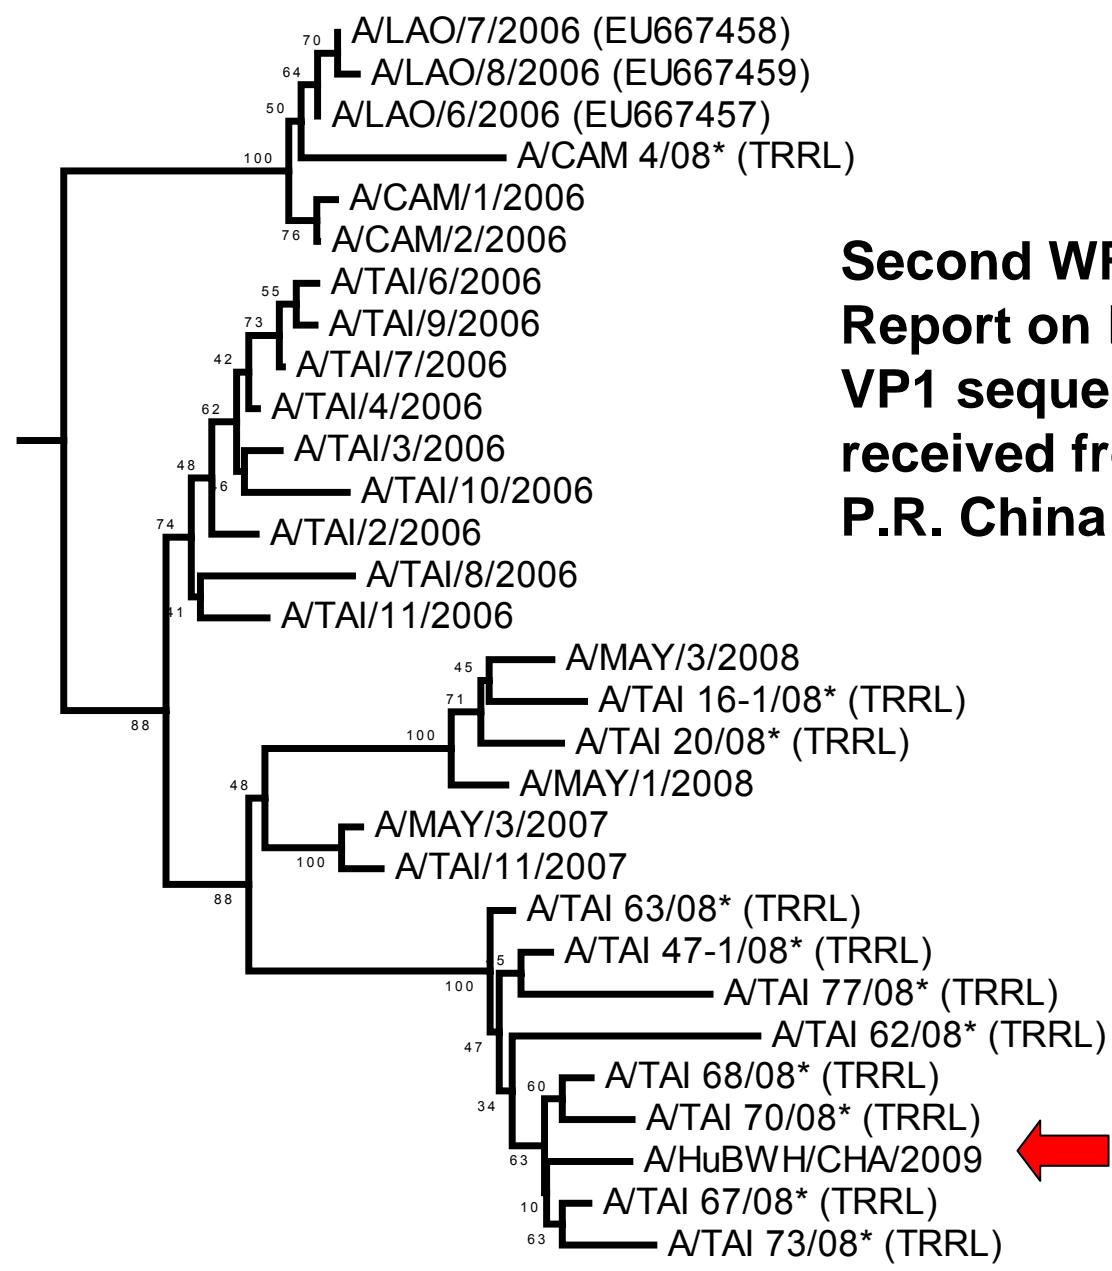 70
A/LAO/7/2006 (EU667458)
64
A/LAO/8/2006 (EU667459)
50
A/LAO/6/2006 (EU667457)
100
A/CAM 4/08* (TRRL)
A/CAM/1/2006
76
A/CAM/2/2006
Second
Report on
VP1
received
P.R. China
55
A/TAI/6/2006
73
A/TAI/9/2006
42
A/TAI/7/2006
62
A/TAI/4/2006
A/TAI/3/2006
48
A/TAI/10/2006
74
A/TAI/2/2006
A/TAI/8/2006
41
A/TAI/11/2006
88
45
A/MAY/3/2008
71
A/TAI 16-1/08* (TRRL)
100
A/TAI 20/08* (TRRL)
48
A/MAY/1/2008
A/MAY/3/2007
100
A/TAI/11/2007
88
A/TAI 63/08* (TRRL)
A/TAI 47-1/08* (TRRL)
100
A/TAI 77/08* (TRRL)
47
A/TAI 62/08* (TRRL)
60
A/TAI 68/08* (TRRL)
34
A/TAI 70/08* (TRRL)
63
A/HuBWH/CHA/2009
10
A/TAI 67/08* (TRRL)
63
A/TAI 73/08* (TRRL)